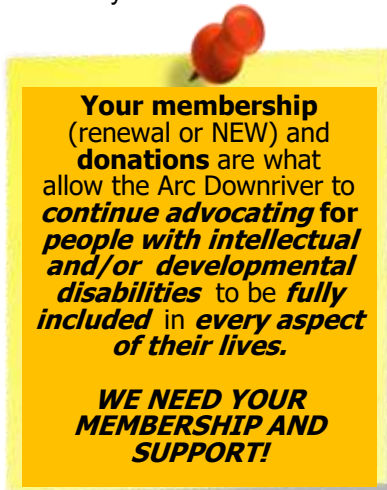 Your membership
(renewal or NEW) and
donations are what
allow the Arc Downriver to
continue advocating for
people with intellectual
and/or developmental
disabilities to be fully
included in every aspect
of their lives.
WE NEED YOUR
MEMBERSHIP AND
SUPPORT!